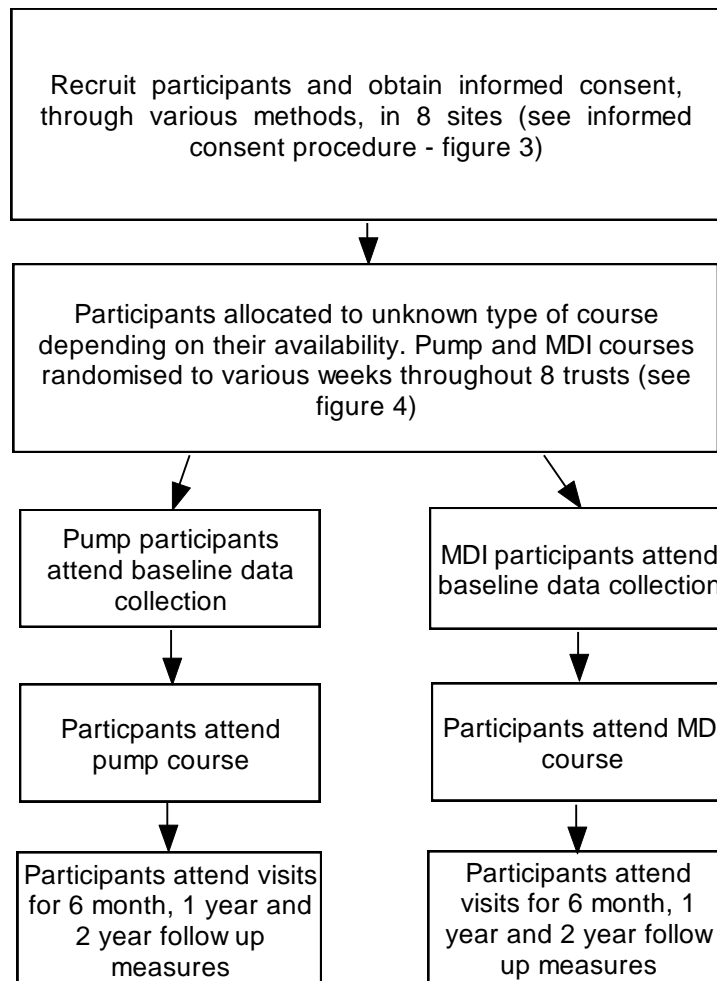 Recruit participants and obtain informed consent,
through various methods, in 8 sites (see informed
consent procedure - figure 3)
Participants allocated to unknown type of course
depending on their availability. Pump and MDI courses
randomised to various weeks throughout 8 trusts (see
figure 4)
Pump participants
attend baseline data
collection
MDI participants attend
baseline data collection
Particpants attend
pump course
Participants attend MD
course
Participants attend visits
for 6 month, 1 year and
2 year follow up
measures
Participants attend
visits for 6 month, 1
year and 2 year follow
up measures